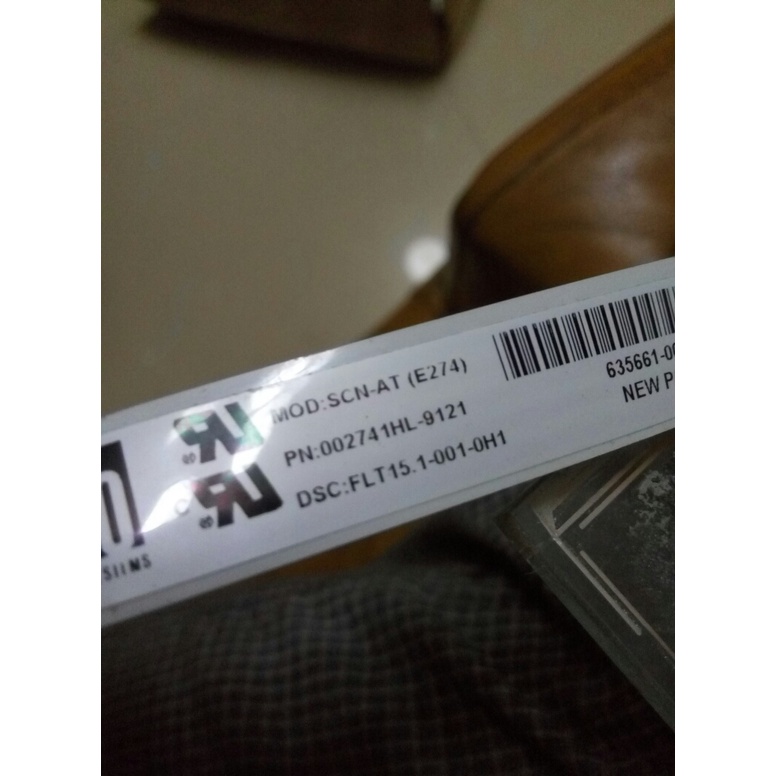 MOD:SCN-AT (E274)
PN:002741HL-9121
DSC:FLT15.1-001-0H1
635661-0
NEW P